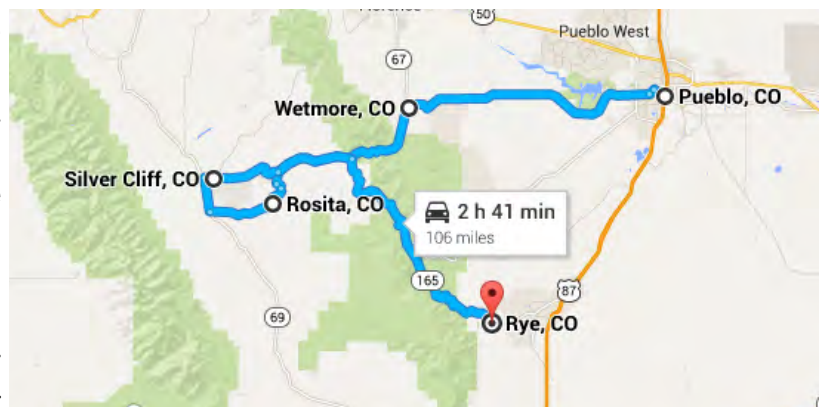 50
Pueblo West
67
Wetmore, CO
Pueblo, CO
Silver Cliff, CO
Rosita, CO
2 h 41 min
106 miles
165
87
69
Rye, CO